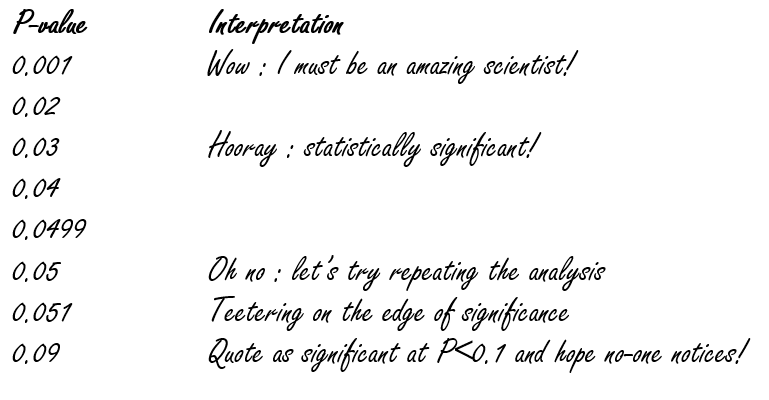 P-value Interpretation
0.001 Wow : I must be an amazing scientist!
0.02
0.03 Hooray : statistically significant!
0.04
0.0499
0.05 Oh no : let's try repeating the analysis
0.051 Teetering on the edge of significance
0.09 Quote as significant at P<0.1 and hope no-one notices!